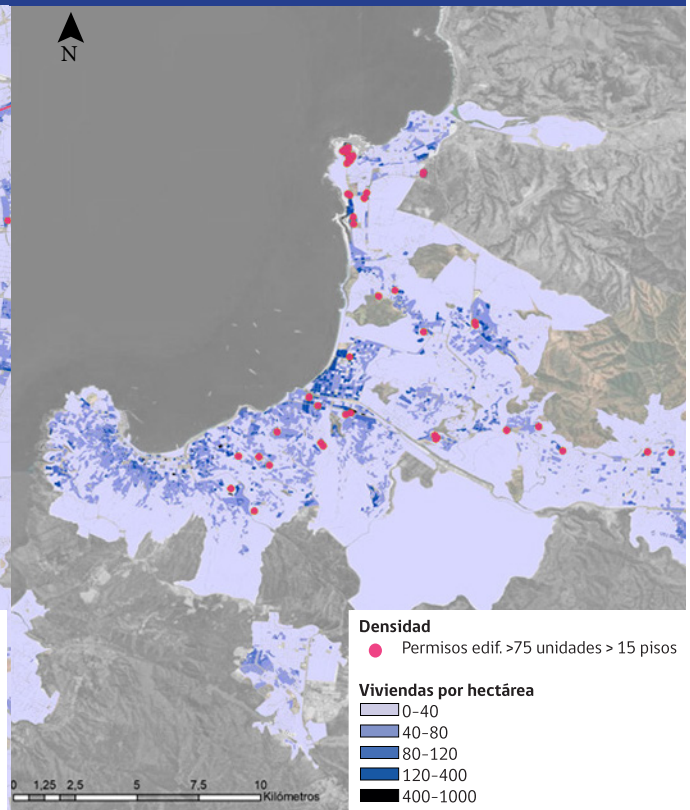 N
Densidad
Permisos edif. >75 unidades > 15 pisos
Viviendas por hectárea
0-40
40-80
80-120
120-400
400-1000
0 1,25 2,5 5 7,5 10
Kilómetros